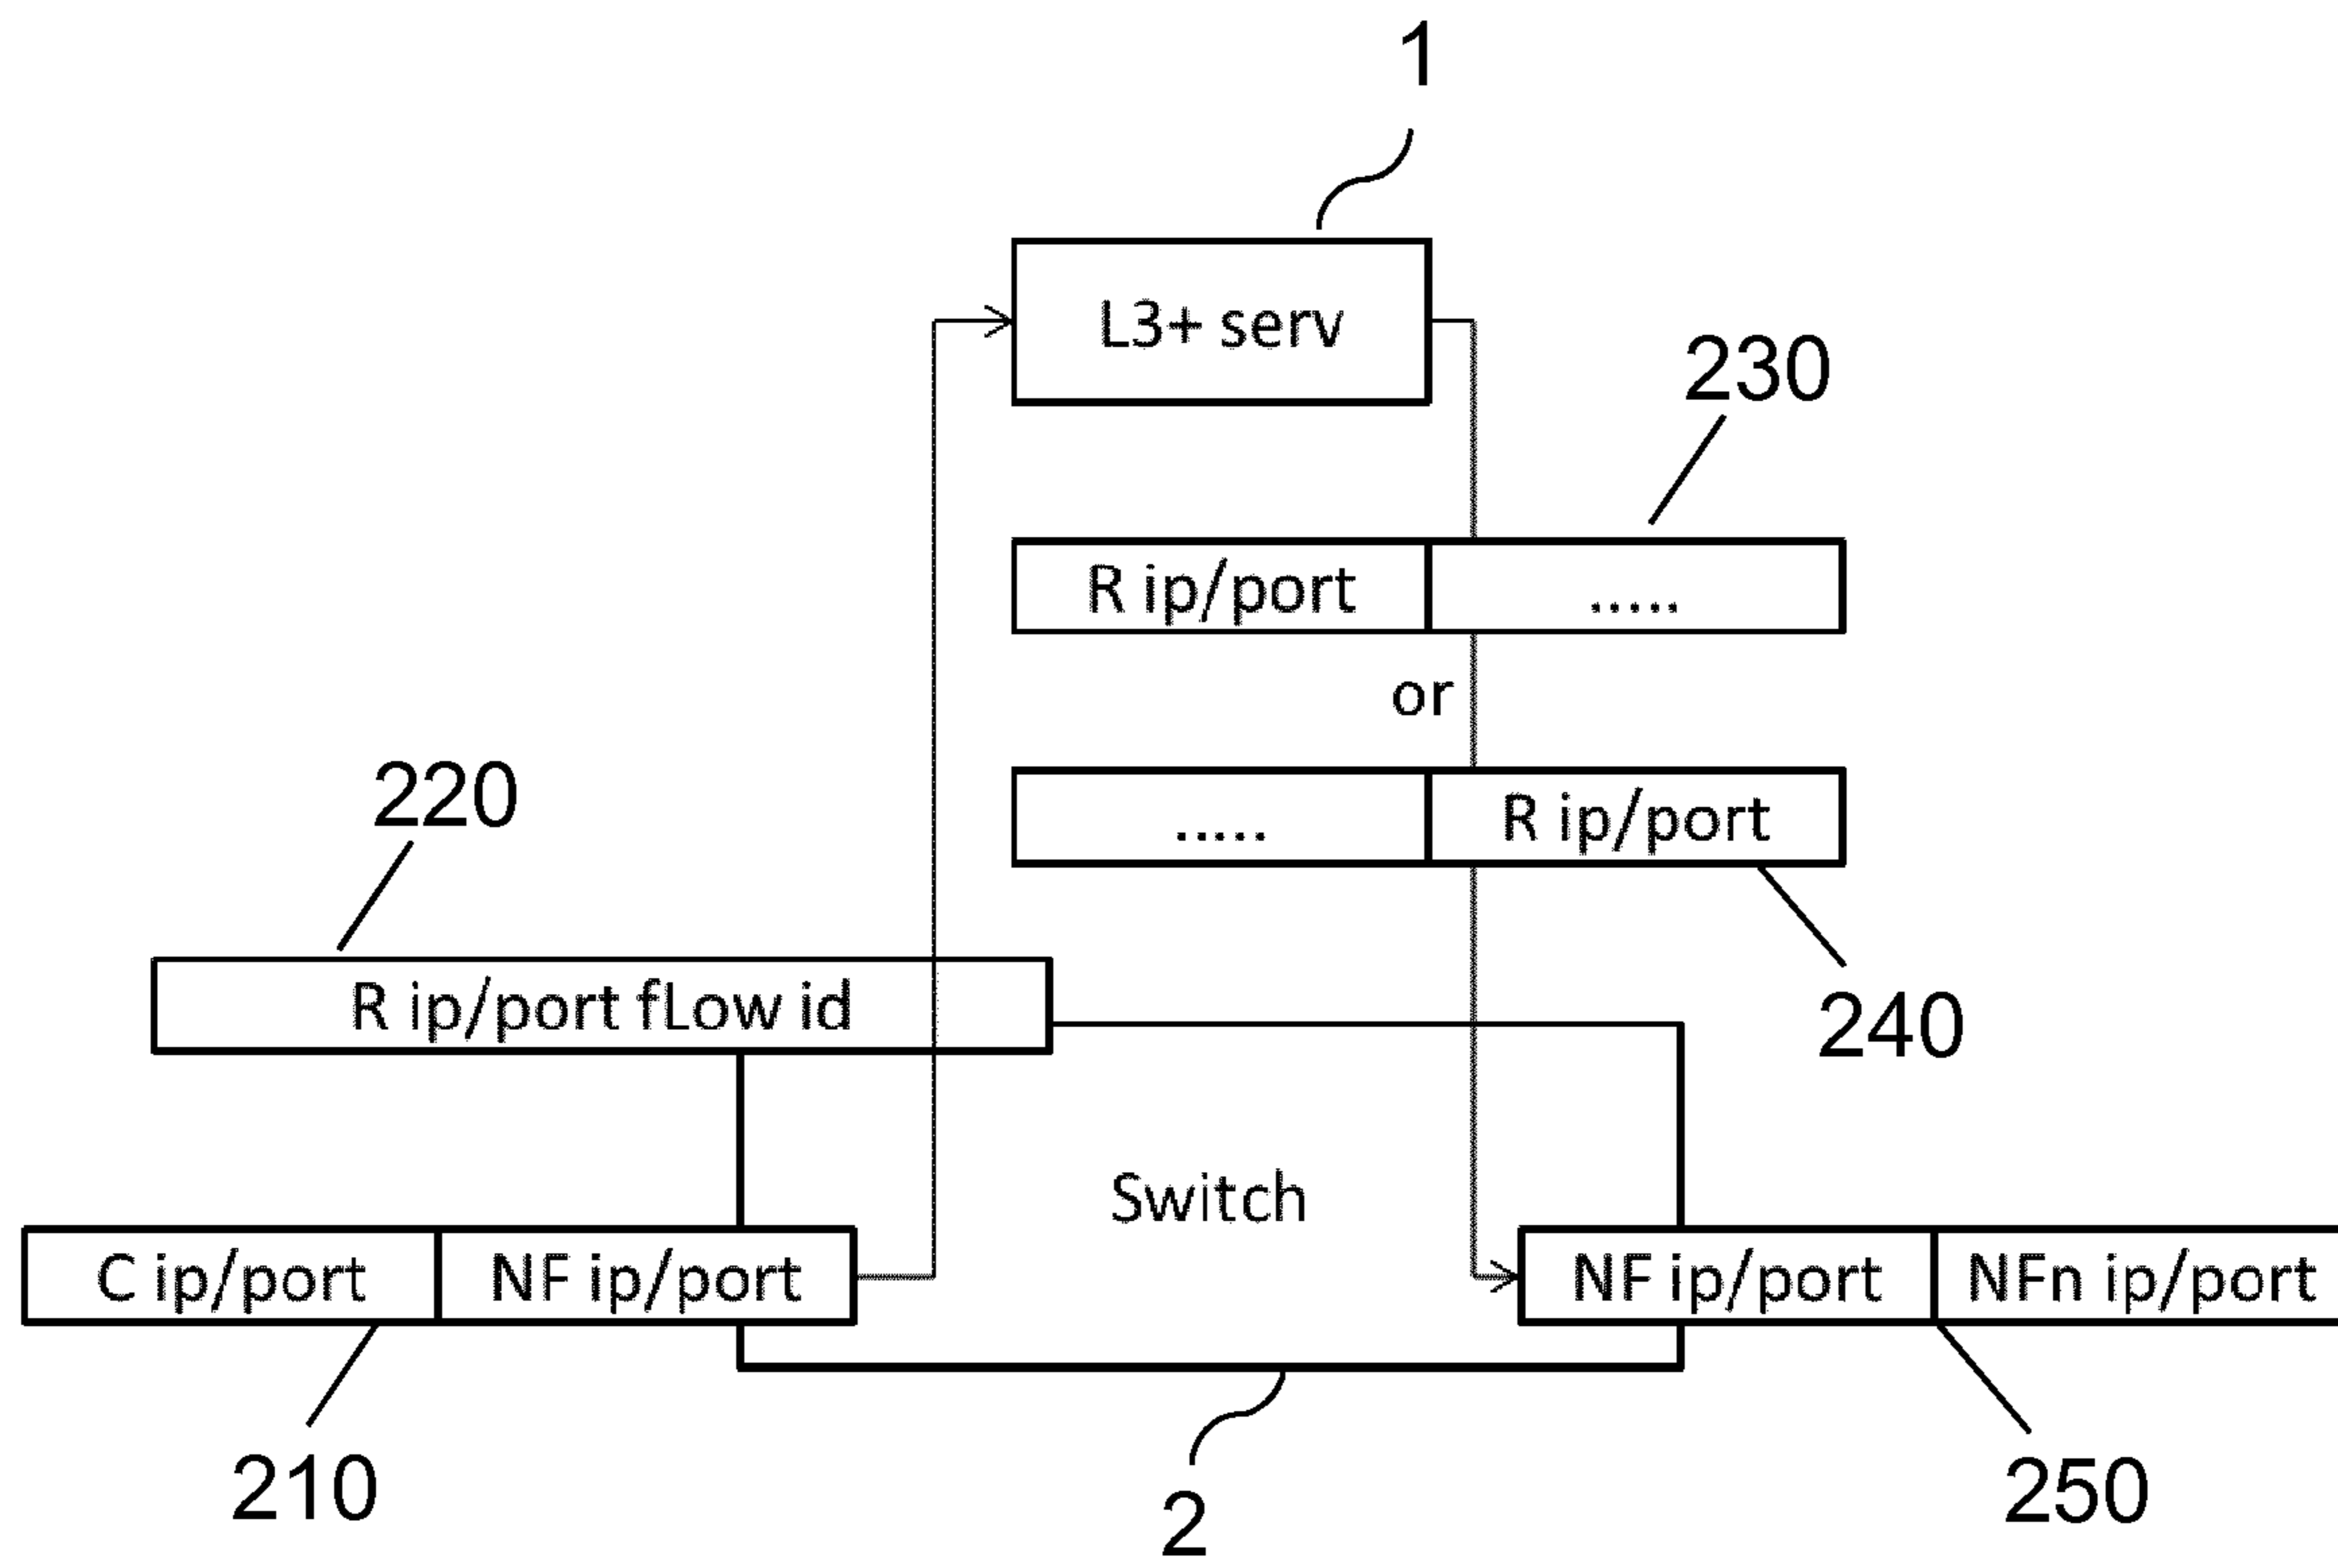 1
L3+ serv
230
R ip/port .....
or
..... R ip/port
220
240
R ip/port fLow id
Switch
C ip/port NF ip/port
NF ip/port NFn ip/port
210
2
250